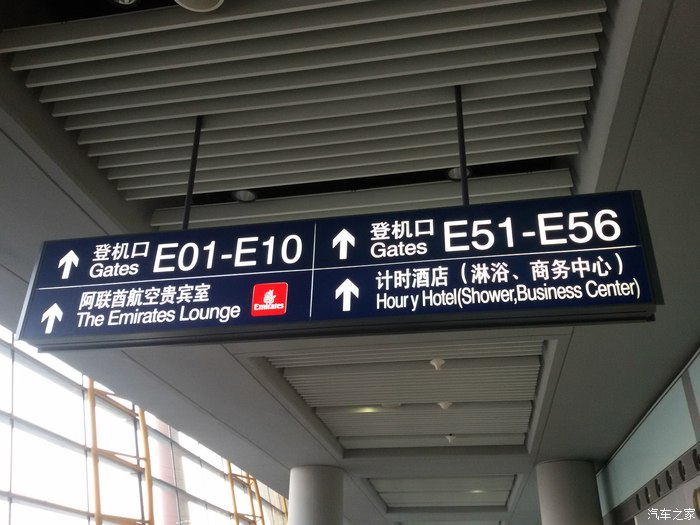 登机口
Gates
E01-E10
阿联酋航空贵宾室
The Emirates Lounge
Emirates
登机口
Gates
E51-E56
计时酒店（淋浴、商务中心）
Houry Hotel(Shower,Business Center)
汽车之家